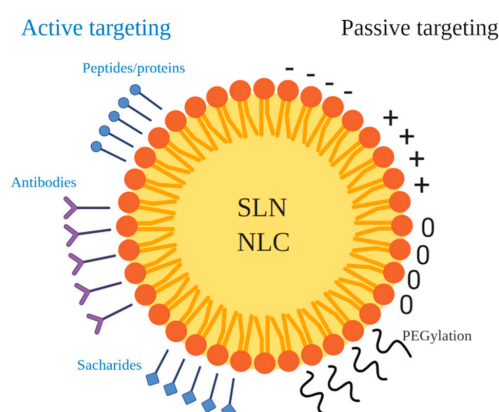 Active targeting
Passive targeting
Peptides/proteins
- - - -
+ + + +
Antibodies
SLN
NLC
0 0 0 0
PEGylation
Sacharides